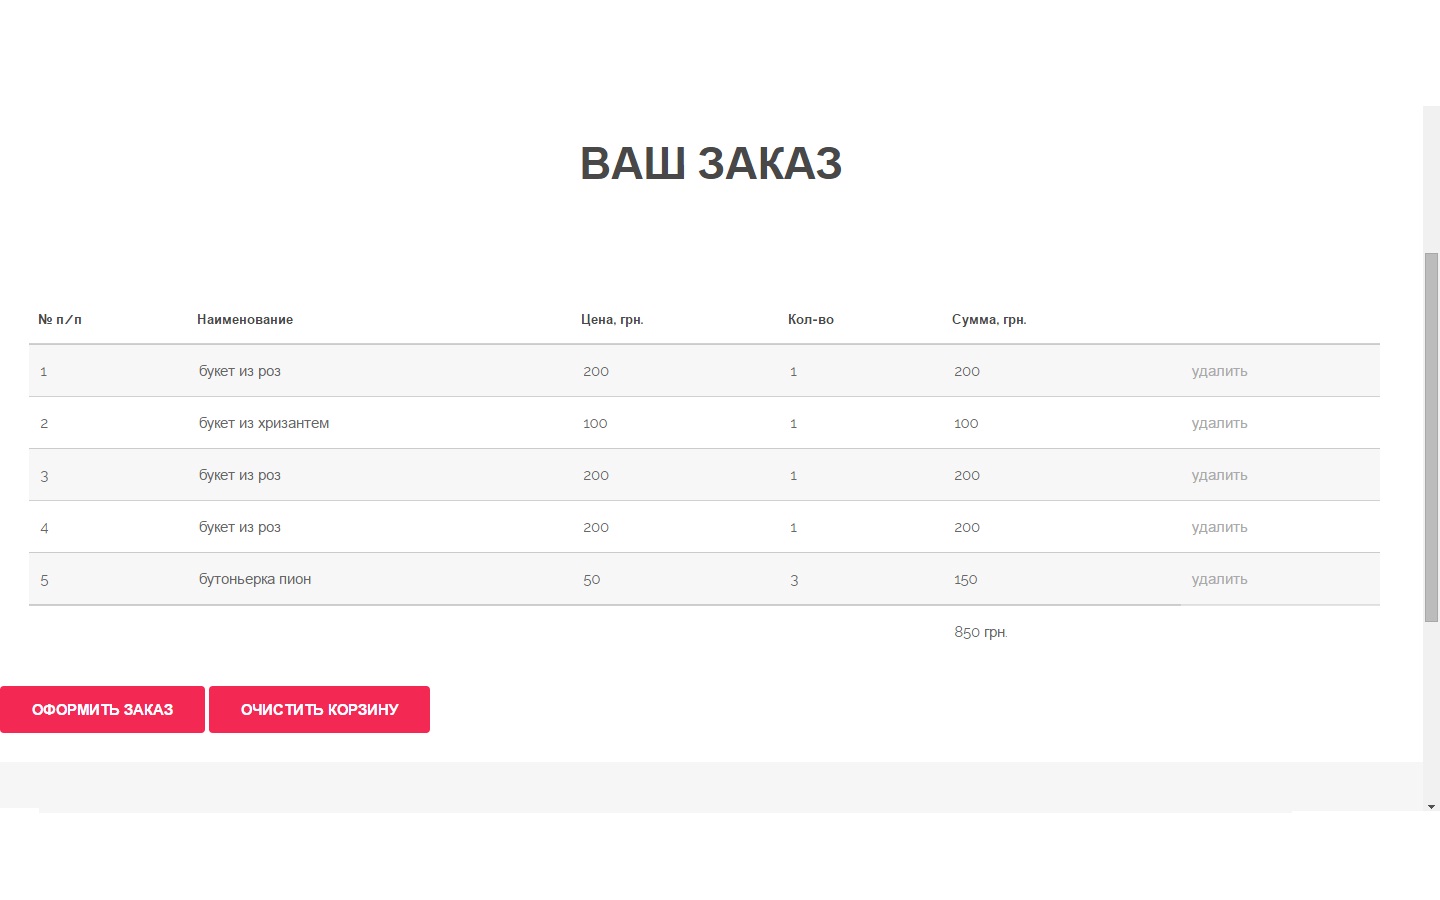 ВАШ ЗАКАЗ
№ п/п Наименование Цена, грн. Кол-во Сумма, грн.
1 букет из роз 200 1 200 удалить
2 букет из хризантем 100 1 100 удалить
3 букет из роз 200 1 200 удалить
4 букет из роз 200 1 200 удалить
5 бутоньерка пион 50 3 150 удалить
850 грн.
ОФОРМИТЬ ЗАКАЗ ОЧИСТИТЬ КОРЗИНУ